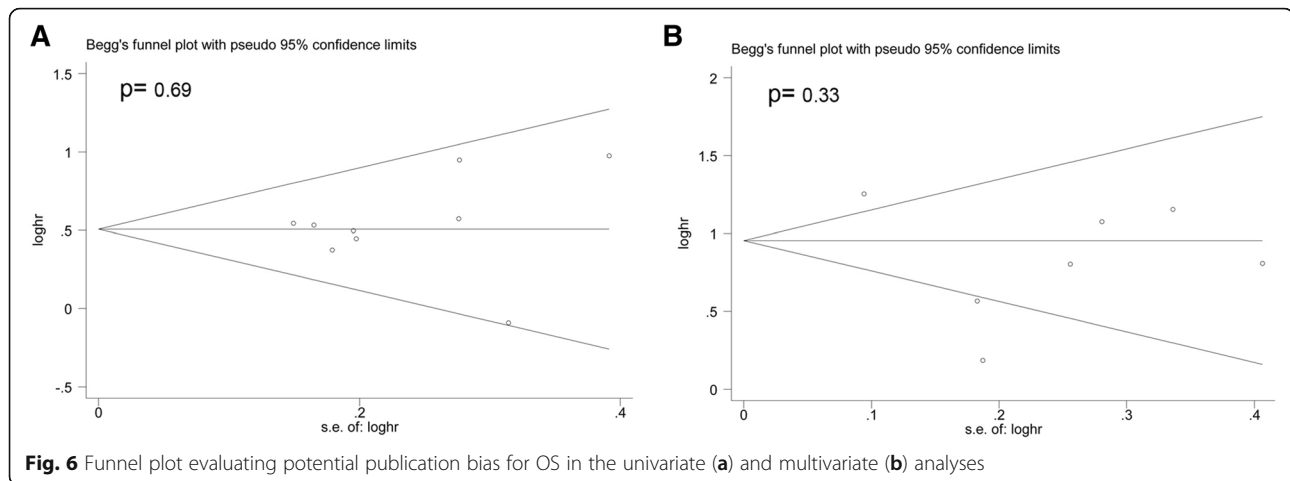 A
Begg's funnel plot with pseudo 95% confidence limits
p= 0.69
1.5
1
.5
0
-.5
loghr
0
.2
.4
s.e. of: loghr
B
Begg's funnel plot with pseudo 95% confidence limits
p= 0.33
2
1.5
1
.5
0
loghr
0
.1
.2
.3
.4
s.e. of: loghr
Fig. 6 Funnel plot evaluating potential publication bias for OS in the univariate (a) and multivariate (b) analyses